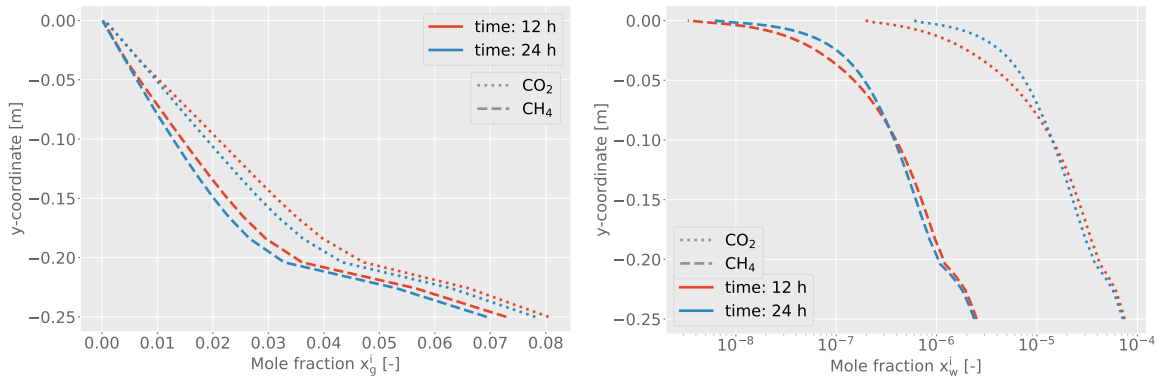 0.00
−0.05
−0.10
−0.15
−0.20
−0.25
y-coordinate [m]
0.00 0.01 0.02 0.03 0.04 0.05 0.06 0.07 0.08
Mole fraction x_g^i [-]
time: 12 h
time: 24 h
CO₂
CH₄
0.00
−0.05
−0.10
−0.15
−0.20
−0.25
y-coordinate [m]
CO₂
CH₄
time: 12 h
time: 24 h
10⁻⁸ 10⁻⁷ 10⁻⁶ 10⁻⁵ 10⁻⁴
Mole fraction x_w^i [-]